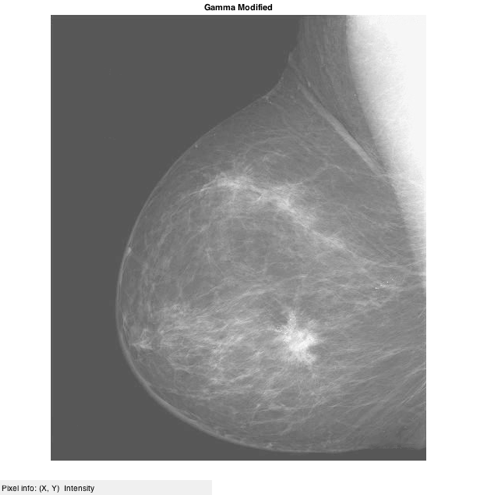 Gamma Modified
Pixel info: (X, Y)  Intensity